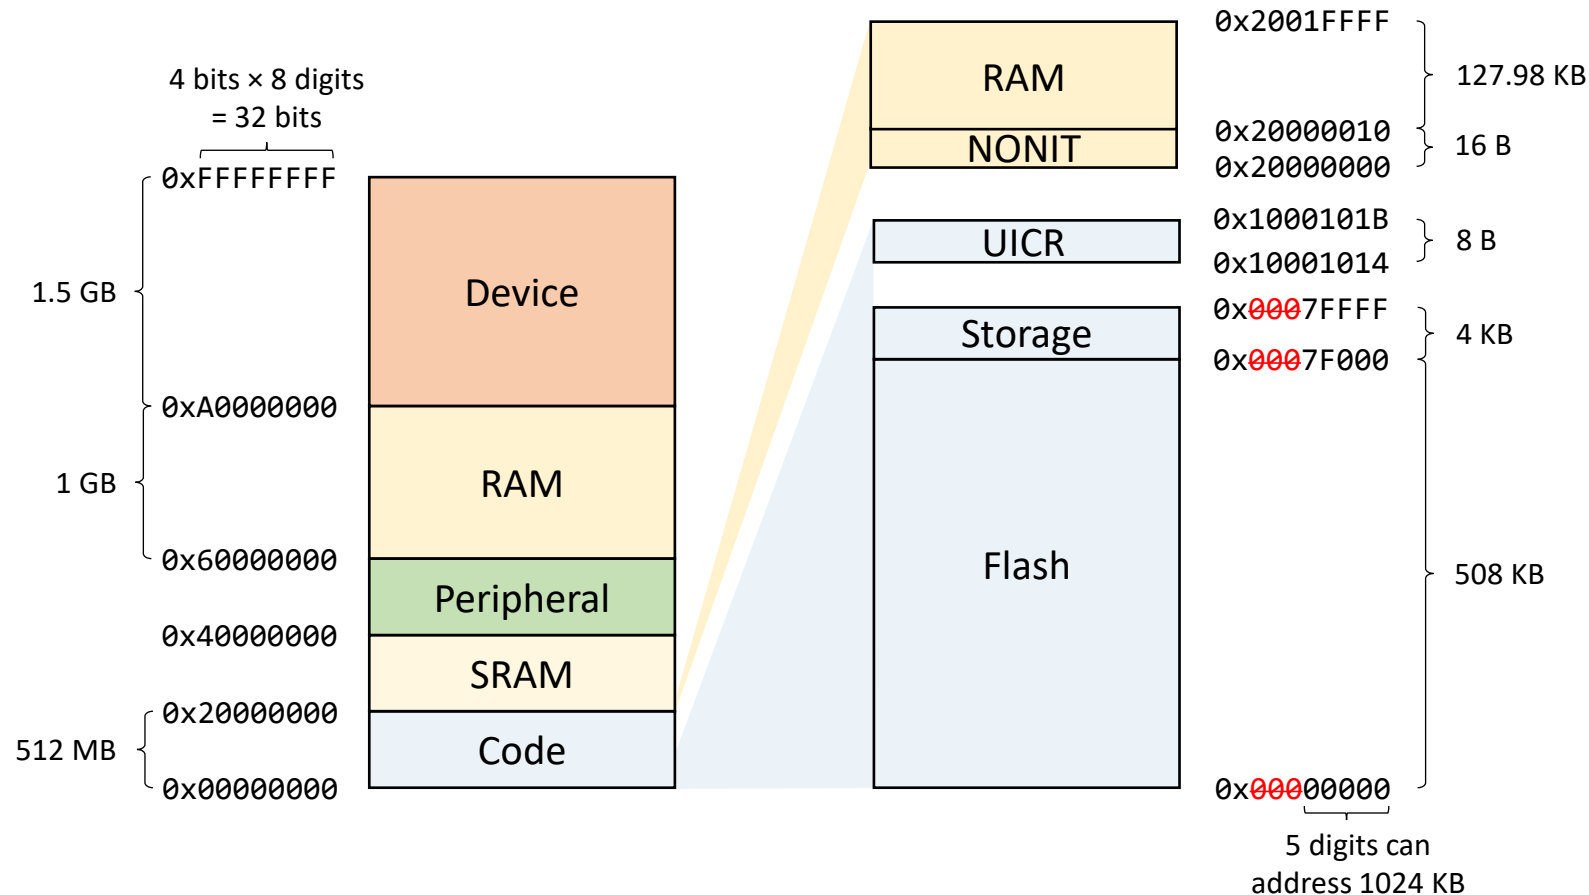 4 bits × 8 digits
= 32 bits
0xFFFFFFFF
1.5 GB
Device
0xA0000000
1 GB
RAM
0x60000000
Peripheral
0x40000000
SRAM
0x20000000
512 MB
Code
0x00000000
0x2001FFFF
RAM
127.98 KB
0x20000010
NONIT
16 B
0x20000000
0x1000101B
UICR
8 B
0x10001014
0x0007FFFF
Storage
4 KB
0x0007F000
Flash
508 KB
0x00000000
5 digits can
address 1024 KB